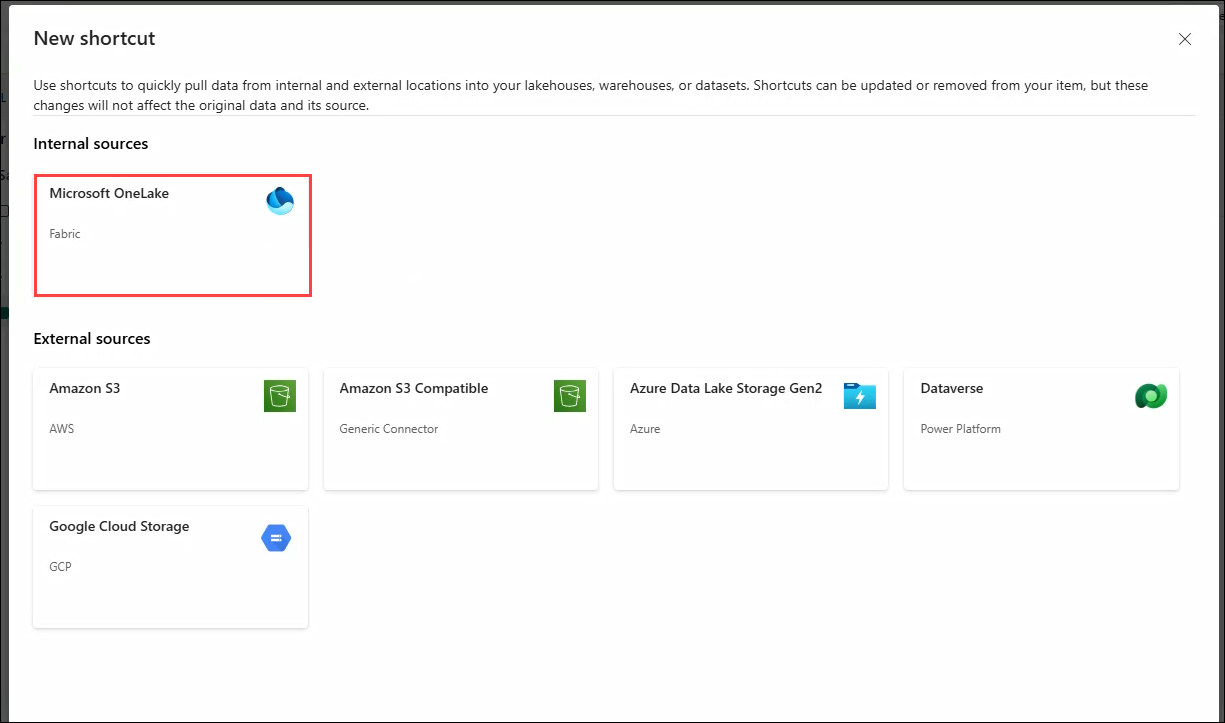 New shortcut
Use shortcuts to quickly pull data from internal and external locations into your lakehouses, warehouses, or datasets. Shortcuts can be updated or removed from your item, but these
changes will not affect the original data and its source.
Internal sources
Microsoft OneLake
Fabric
External sources
Amazon S3
AWS
Amazon S3 Compatible
Generic Connector
Azure Data Lake Storage Gen2
Azure
Dataverse
Power Platform
Google Cloud Storage
GCP